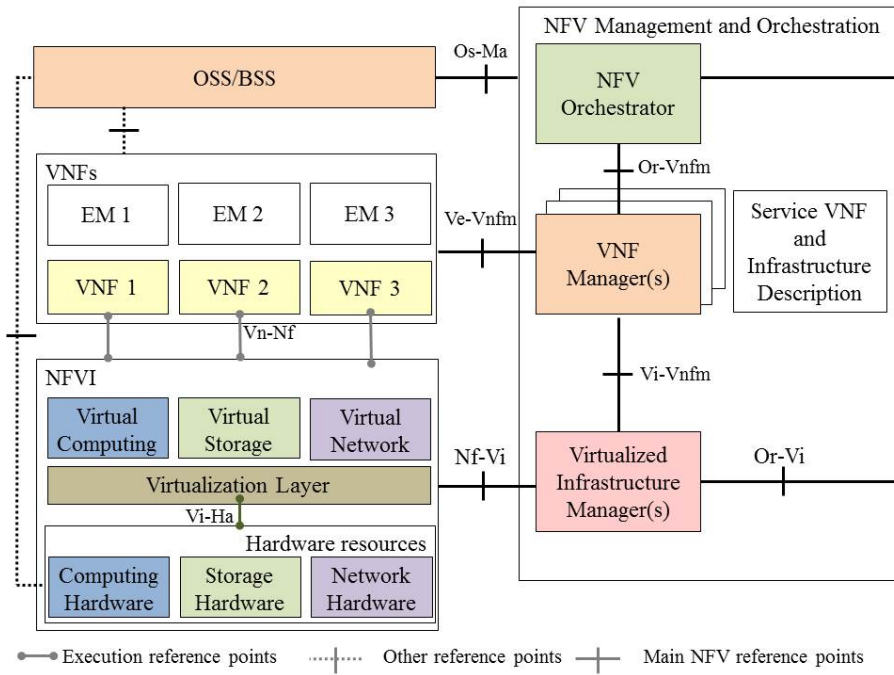 NFV Management and Orchestration
Os-Ma
OSS/BSS
NFV
Orchestrator
Or-Vnfm
VNFs
EM 1
EM 2
EM 3
Ve-Vnfm
VNF
Manager(s)
Service VNF
and
Infrastructure
Description
VNF 1
VNF 2
VNF 3
Vn-Nf
NFVI
Vi-Vnfm
Virtual
Computing
Virtual
Storage
Virtual
Network
Nf-Vi
Virtualized
Infrastructure
Manager(s)
Or-Vi
Virtualization Layer
Vi-Ha
Hardware resources
Computing
Hardware
Storage
Hardware
Network
Hardware
Execution reference points
Other reference points
Main NFV reference points